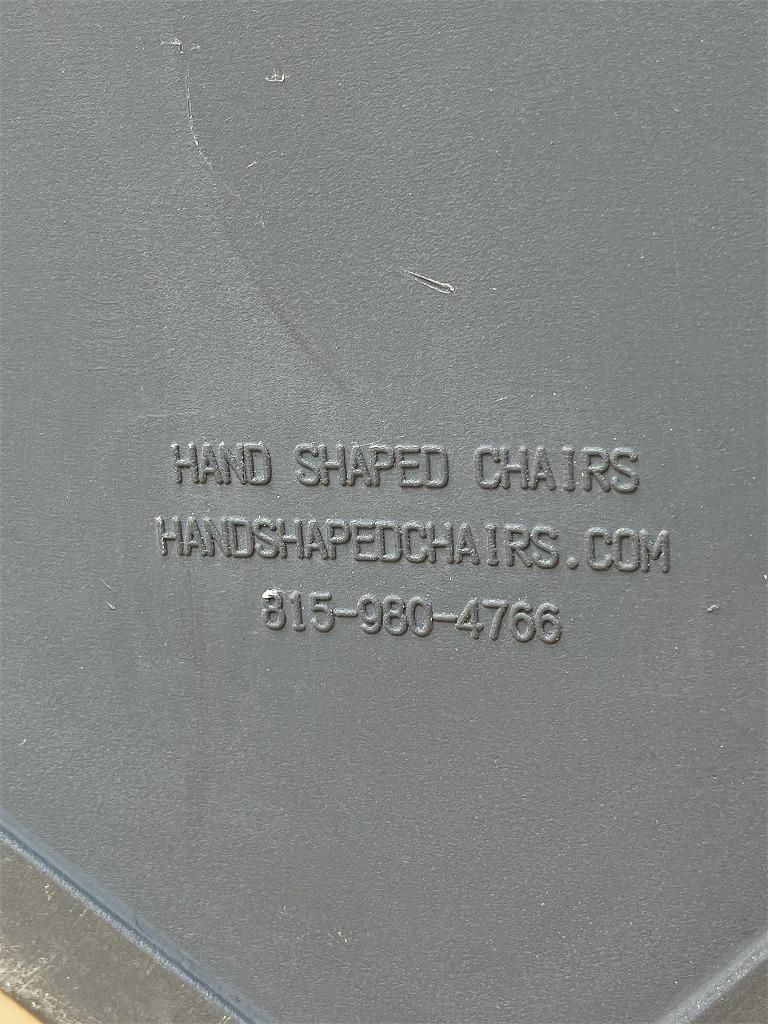 HAND SHAPED CHAIRS
HANDSHAPEDCHAIRS.COM
815-980-4766